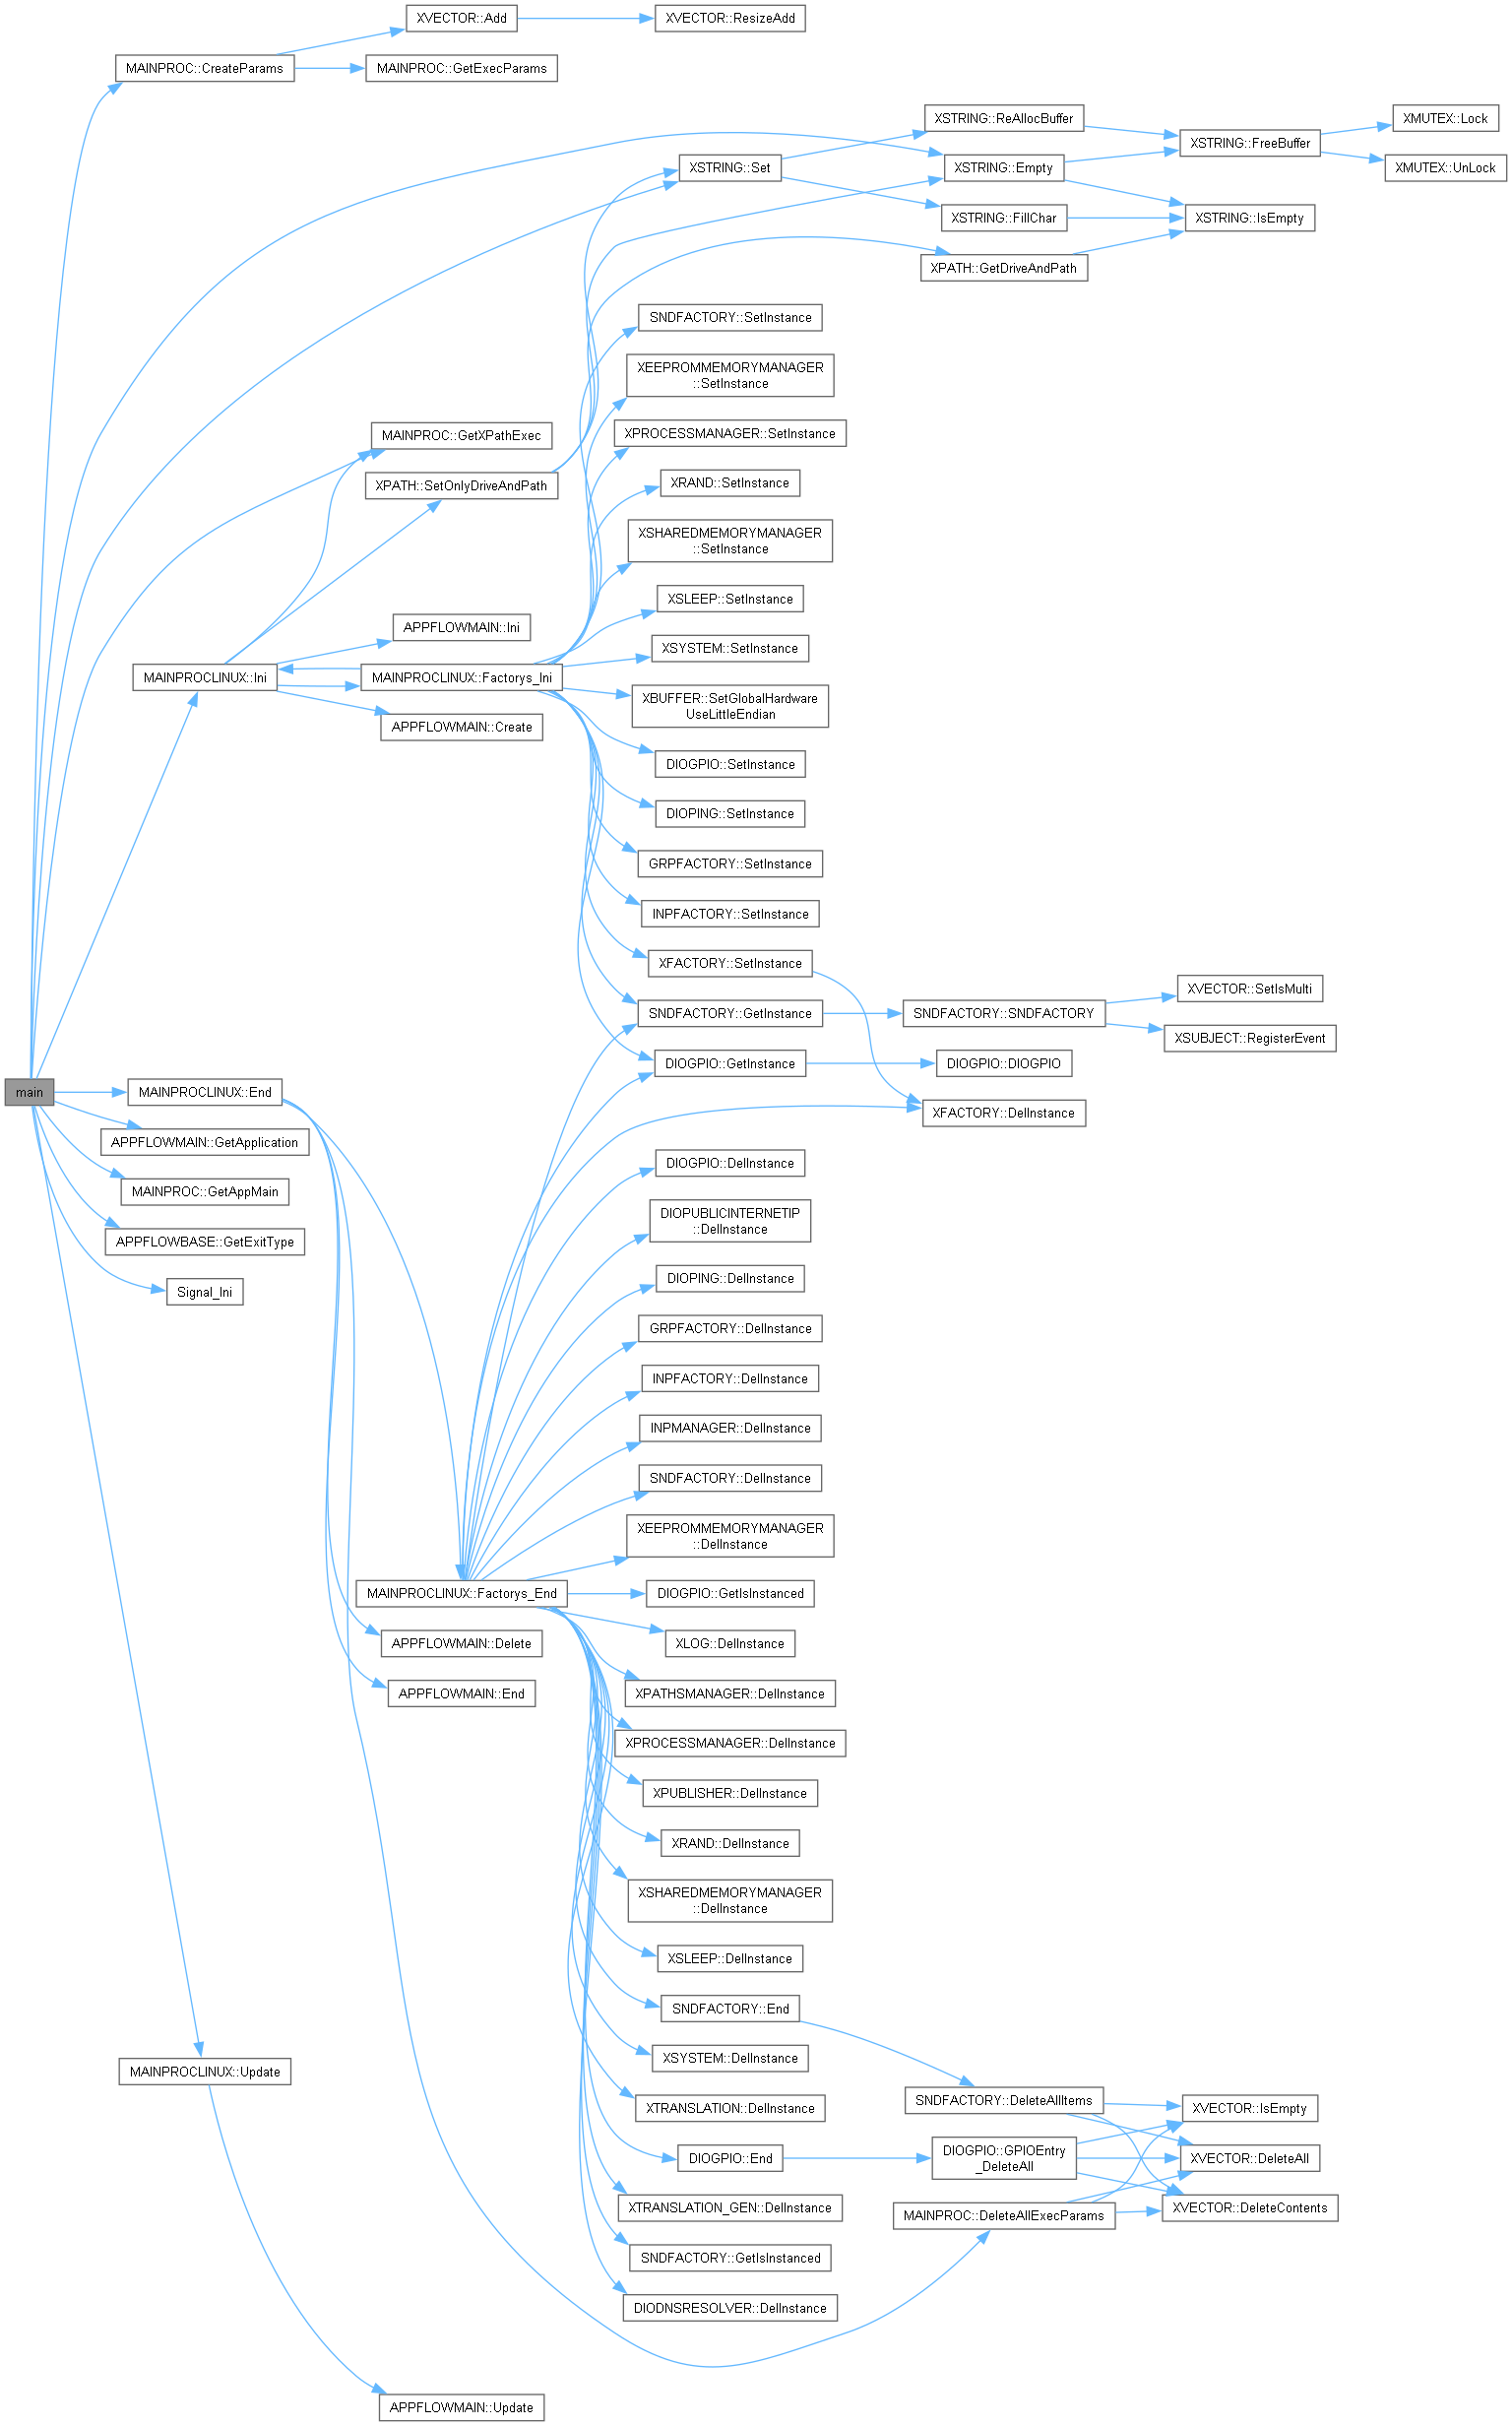 XVECTOR::Add
XVECTOR::ResizeAdd
MAINPROC::CreateParams
MAINPROC::GetExecParams
XSTRING::ReAllocBuffer
XMUTEX::Lock
XSTRING::FreeBuffer
XSTRING::Set
XSTRING::Empty
XMUTEX::UnLock
XSTRING::FillChar
XSTRING::IsEmpty
XPATH::GetDriveAndPath
SNDFACTORY::SetInstance
XEEPROMMEMORYMANAGER
::SetInstance
MAINPROC::GetXPathExec
XPROCESSMANAGER::SetInstance
XPATH::SetOnlyDriveAndPath
XRAND::SetInstance
XSHAREDMEMORYMANAGER
::SetInstance
XSLEEP::SetInstance
APPFLOWMAIN::Ini
XSYSTEM::SetInstance
MAINPROCLINUX::Ini
MAINPROCLINUX::Factorys_Ini
XBUFFER::SetGlobalHardware
UseLittleEndian
APPFLOWMAIN::Create
DIOGPIO::SetInstance
DIOPING::SetInstance
GRPFACTORY::SetInstance
INPFACTORY::SetInstance
XFACTORY::SetInstance
XVECTOR::SetIsMulti
SNDFACTORY::GetInstance
SNDFACTORY::SNDFACTORY
XSUBJECT::RegisterEvent
DIOGPIO::GetInstance
DIOGPIO::DIOGPIO
main
MAINPROCLINUX::End
XFACTORY::DelInstance
APPFLOWMAIN::GetApplication
DIOGPIO::DelInstance
MAINPROC::GetAppMain
DIOPUBLICINTERNETIP
::DelInstance
APPFLOWBASE::GetExitType
DIOPING::DelInstance
Signal_Ini
GRPFACTORY::DelInstance
INPFACTORY::DelInstance
INPMANAGER::DelInstance
SNDFACTORY::DelInstance
XEEPROMMEMORYMANAGER
::DelInstance
MAINPROCLINUX::Factorys_End
DIOGPIO::GetIsInstanced
APPFLOWMAIN::Delete
XLOG::DelInstance
APPFLOWMAIN::End
XPATHSMANAGER::DelInstance
XPROCESSMANAGER::DelInstance
XPUBLISHER::DelInstance
XRAND::DelInstance
XSHAREDMEMORYMANAGER
::DelInstance
XSLEEP::DelInstance
SNDFACTORY::End
XSYSTEM::DelInstance
MAINPROCLINUX::Update
SNDFACTORY::DeleteAllItems
XVECTOR::IsEmpty
XTRANSLATION::DelInstance
DIOGPIO::End
DIOGPIO::GPIOEntry
_DeleteAll
XVECTOR::DeleteAll
XTRANSLATION_GEN::DelInstance
MAINPROC::DeleteAllExecParams
XVECTOR::DeleteContents
SNDFACTORY::GetIsInstanced
DIODNSRESOLVER::DelInstance
APPFLOWMAIN::Update